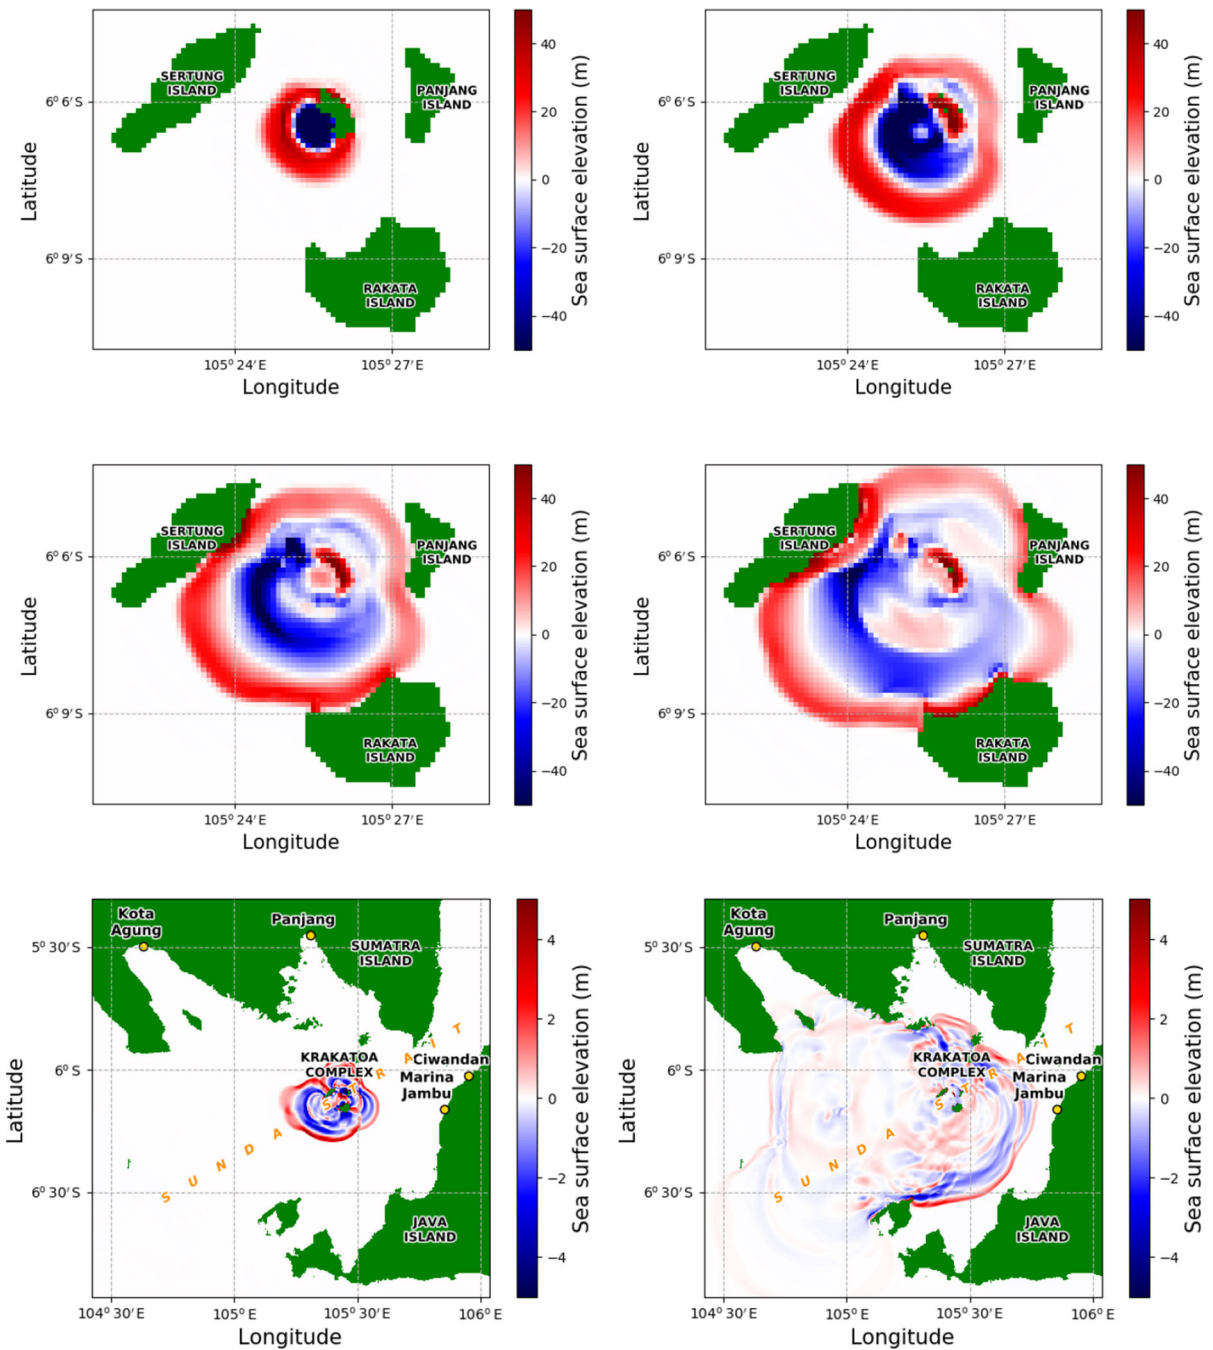 SERTUNG
ISLAND
PANJANG
ISLAND
RAKATA
ISLAND
6° 6′S
6° 9′S
105° 24′E
105° 27′E
Latitude
Longitude
40
20
0
−20
−40
Sea surface elevation (m)
SERTUNG
ISLAND
PANJANG
ISLAND
RAKATA
ISLAND
6° 6′S
6° 9′S
105° 24′E
105° 27′E
Latitude
Longitude
40
20
0
−20
−40
Sea surface elevation (m)
SERTUNG
ISLAND
PANJANG
ISLAND
RAKATA
ISLAND
6° 6′S
6° 9′S
105° 24′E
105° 27′E
Latitude
Longitude
40
20
0
−20
−40
Sea surface elevation (m)
SERTUNG
ISLAND
PANJANG
ISLAND
RAKATA
ISLAND
6° 6′S
6° 9′S
105° 24′E
105° 27′E
Latitude
Longitude
40
20
0
−20
−40
Sea surface elevation (m)
Kota
Agung
Panjang
SUMATRA
ISLAND
KRAKATOA
COMPLEX
Ciwandan
Marina
Jambu
SUNDA STRAIT
JAVA
ISLAND
5° 30′S
6° S
6° 30′S
104° 30′E
105° E
105° 30′E
106° E
Latitude
Longitude
4
2
0
−2
−4
Sea surface elevation (m)
Kota
Agung
Panjang
SUMATRA
ISLAND
KRAKATOA
COMPLEX
Ciwandan
Marina
Jambu
SUNDA STRAIT
JAVA
ISLAND
5° 30′S
6° S
6° 30′S
104° 30′E
105° E
105° 30′E
106° E
Latitude
Longitude
4
2
0
−2
−4
Sea surface elevation (m)